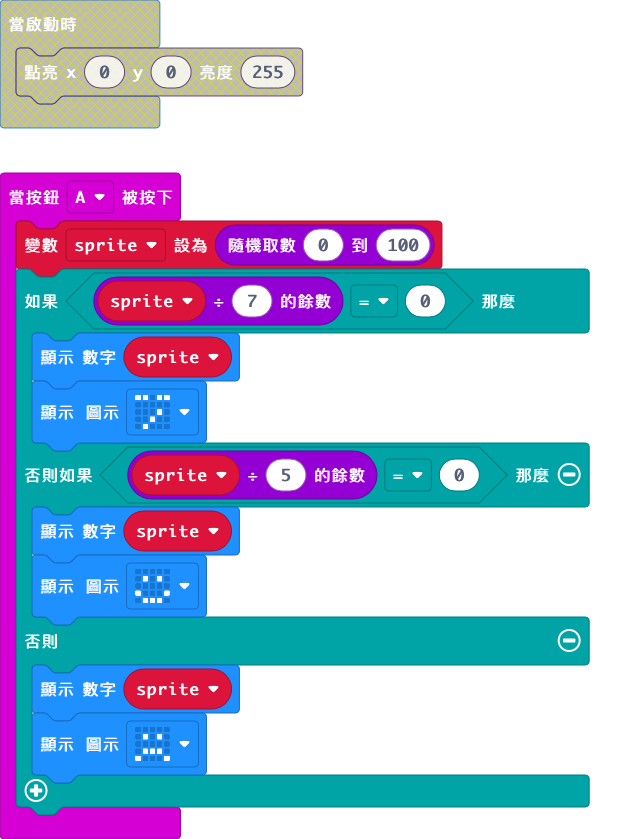 當啟動時
點亮 x 0 y 0 亮度 255
當按鈕 A 被按下
變數 sprite 設為 隨機取數 0 到 100
如果 sprite ÷ 7 的餘數 = 0 那麼
顯示 數字 sprite
顯示 圖示
否則如果 sprite ÷ 5 的餘數 = 0 那麼
顯示 數字 sprite
顯示 圖示
否則
顯示 數字 sprite
顯示 圖示